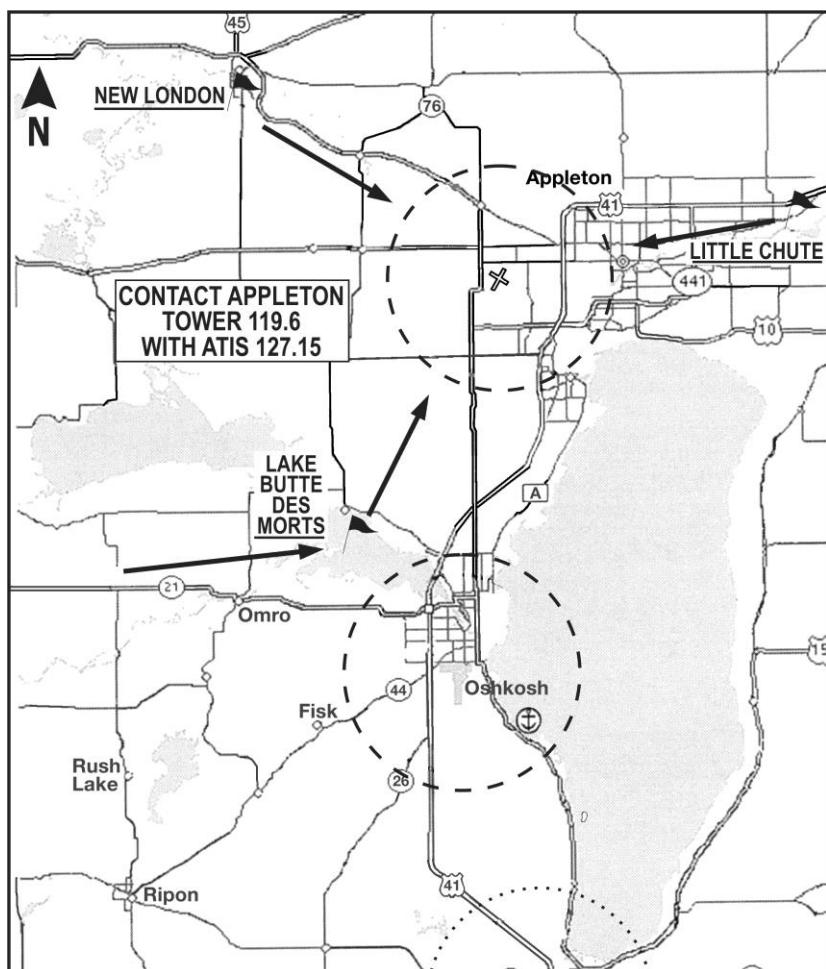 45
NEW LONDON
N
76
Appleton
41
LITTLE CHUTE
441
CONTACT APPLETON
TOWER 119.6
WITH ATIS 127.15
10
LAKE
BUTTE
DES
MORTS
A
21
Omro
15
44
Oshkosh
Fisk
26
Rush
Lake
41
Ripon